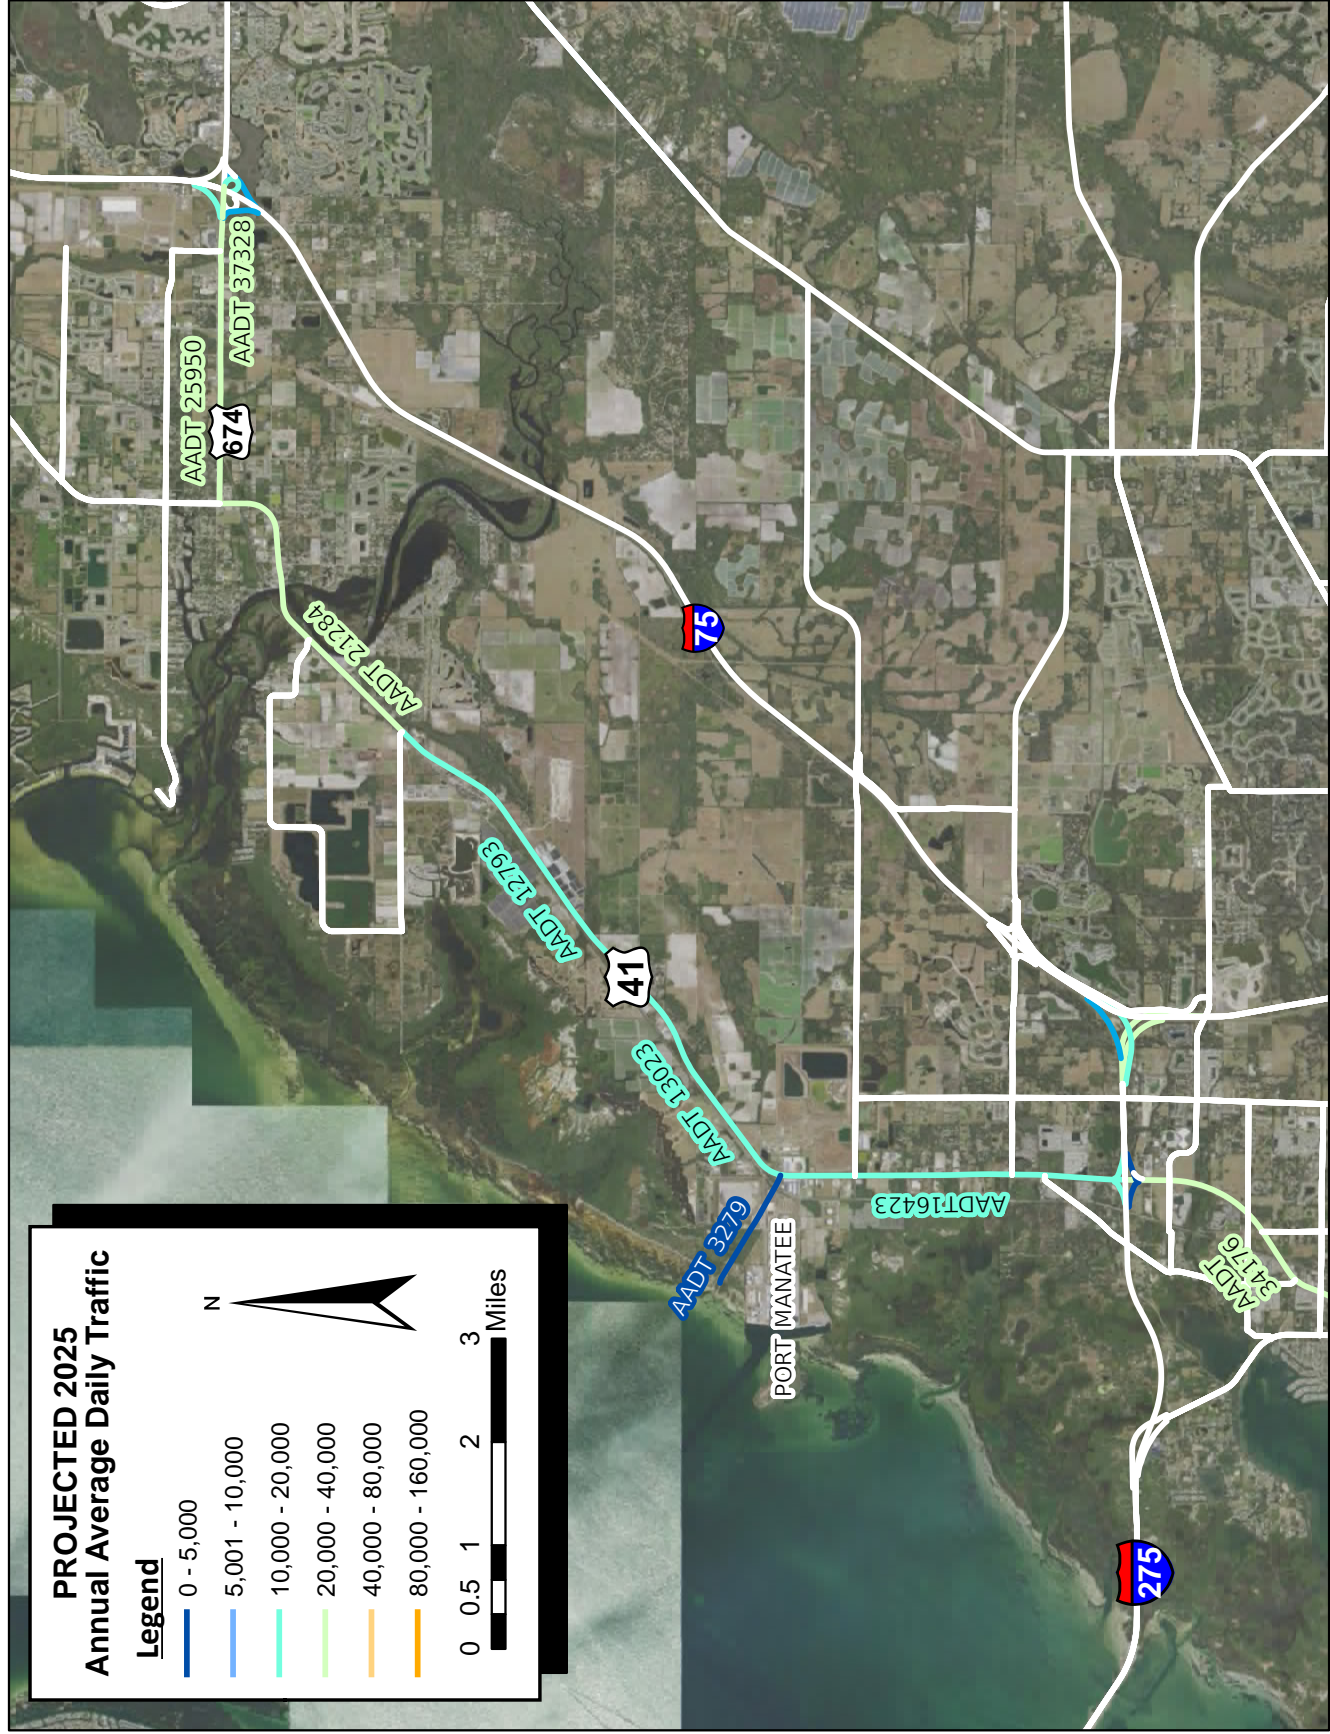 PROJECTED 2025
Annual Average Daily Traffic
Legend
0 - 5,000
5,001 - 10,000
10,000 - 20,000
20,000 - 40,000
40,000 - 80,000
80,000 - 160,000
N
0 0.5 1 2 3
Miles
AADT 25950
AADT 37328
674
AADT 21284
AADT 12793
41
AADT 13023
AADT 3279
PORT MANATEE
AADT16423
AADT
34176
75
275